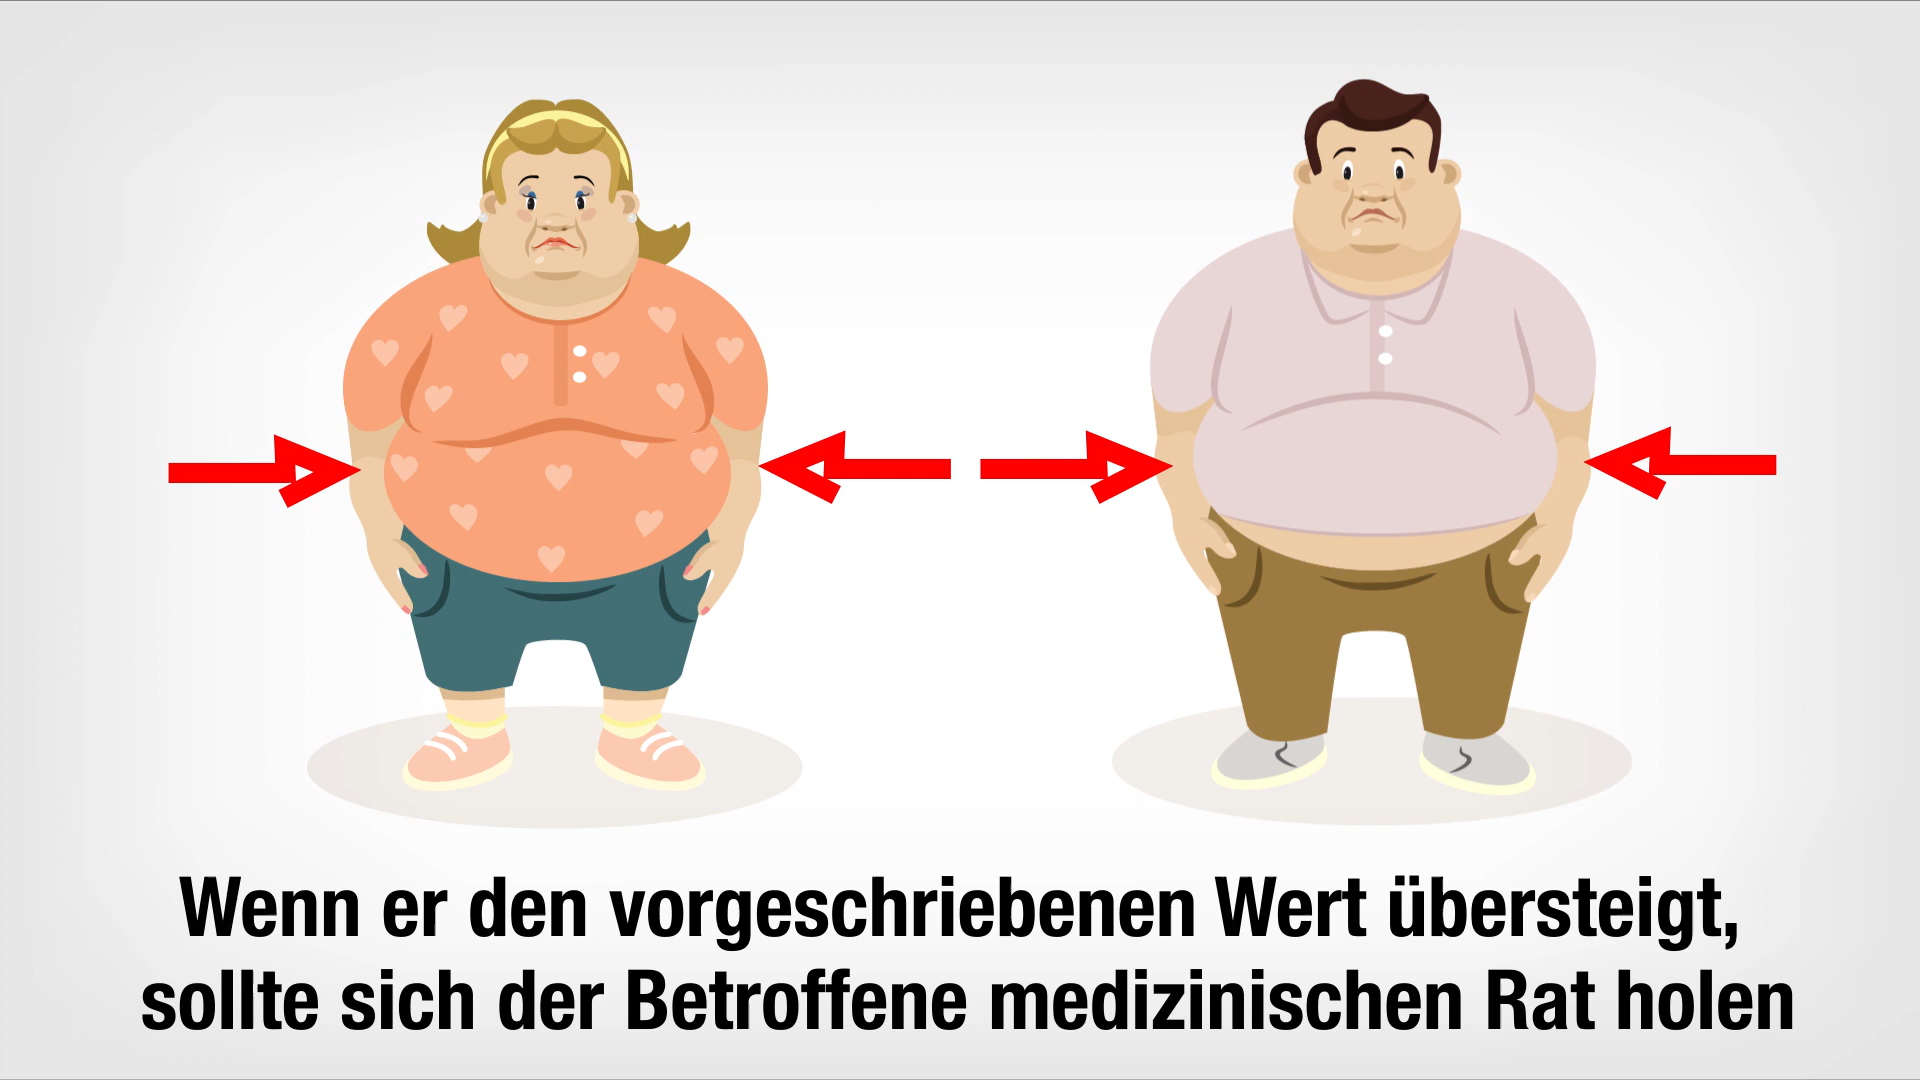 Wenn er den vorgeschriebenen Wert übersteigt,
sollte sich der Betroffene medizinischen Rat holen